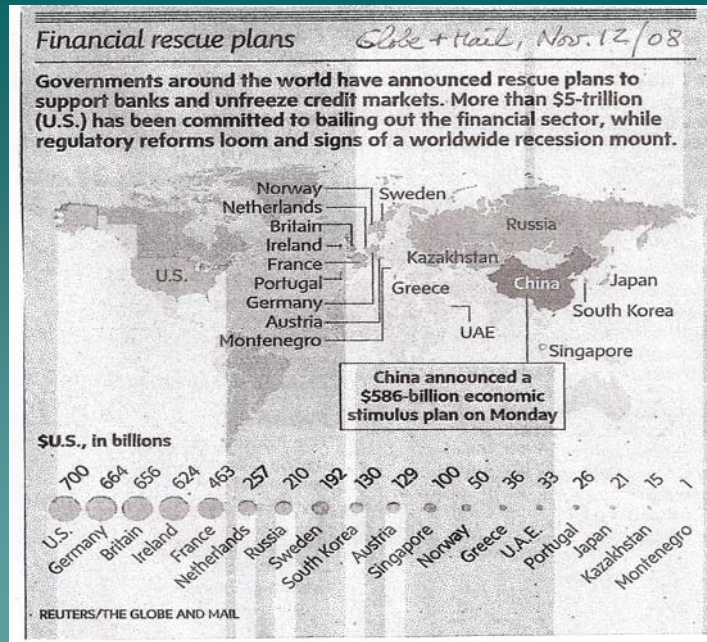 Financial rescue plans
Globe + Mail, Nov. 12/08
Governments around the world have announced rescue plans to
support banks and unfreeze credit markets. More than $5-trillion
(U.S.) has been committed to bailing out the financial sector, while
regulatory reforms loom and signs of a worldwide recession mount.
Norway
Sweden
Netherlands
Britain
Russia
Ireland
France
Kazakhstan
U.S.
Portugal
Greece
China
Japan
Germany
South Korea
Austria
UAE
Montenegro
Singapore
China announced a
$586-billion economic
stimulus plan on Monday
$U.S., in billions
700 664 656 624 463 257 210 192 130 129 100 50 36 33 26 21 15 1
U.S. Germany Britain Ireland France Netherlands Russia Sweden South Korea Austria Singapore Norway Greece U.A.E. Portugal Japan Kazakhstan Montenegro
REUTERS/THE GLOBE AND MAIL